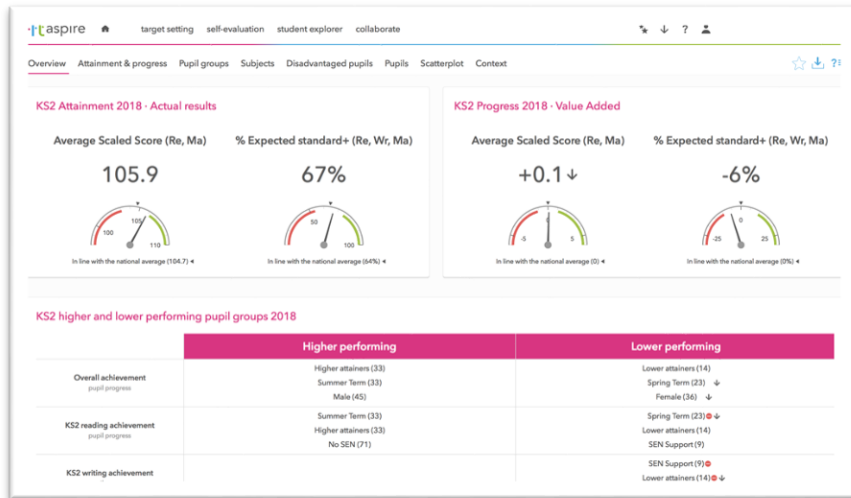 aspire target setting self-evaluation student explorer collaborate ?
Overview Attainment & progress Pupil groups Subjects Disadvantaged pupils Pupils Scatterplot Context ?
KS2 Attainment 2018 · Actual results
Average Scaled Score (Re, Ma) % Expected standard+ (Re, Wr, Ma)
105.9 67%
100 105 110 50 100
In line with the national average (104.7) In line with the national average (64%)
KS2 Progress 2018 · Value Added
Average Scaled Score (Re, Ma) % Expected standard+ (Re, Wr, Ma)
+0.1 -6%
-5 0 5 -25 0 25
In line with the national average (0) In line with the national average (0%)
KS2 higher and lower performing pupil groups 2018
Higher performing Lower performing
Overall achievement
pupil progress
Higher attainers (33)
Summer Term (33)
Male (45)
Lower attainers (14)
Spring Term (23)
Female (36)
KS2 reading achievement
pupil progress
Summer Term (33)
Higher attainers (33)
No SEN (71)
Spring Term (23)
Lower attainers (14)
SEN Support (9)
KS2 writing achievement
SEN Support (9)
Lower attainers (14)